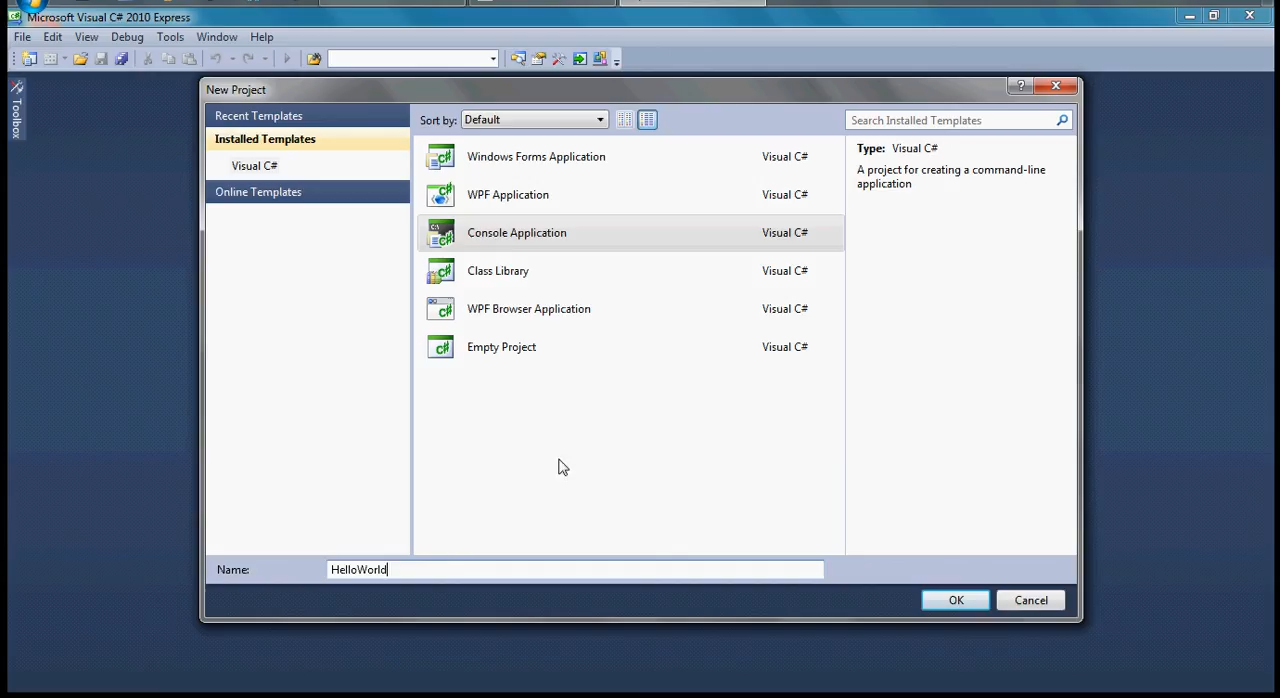 Microsoft Visual C# 2010 Express
File Edit View Debug Tools Window Help
Toolbox
New Project
Recent Templates
Installed Templates
Visual C#
Online Templates
Sort by: Default
Search Installed Templates
Windows Forms Application Visual C#
WPF Application Visual C#
Console Application Visual C#
Class Library Visual C#
WPF Browser Application Visual C#
Empty Project Visual C#
Type: Visual C#
A project for creating a command-line
application
Name: HelloWorld
OK Cancel